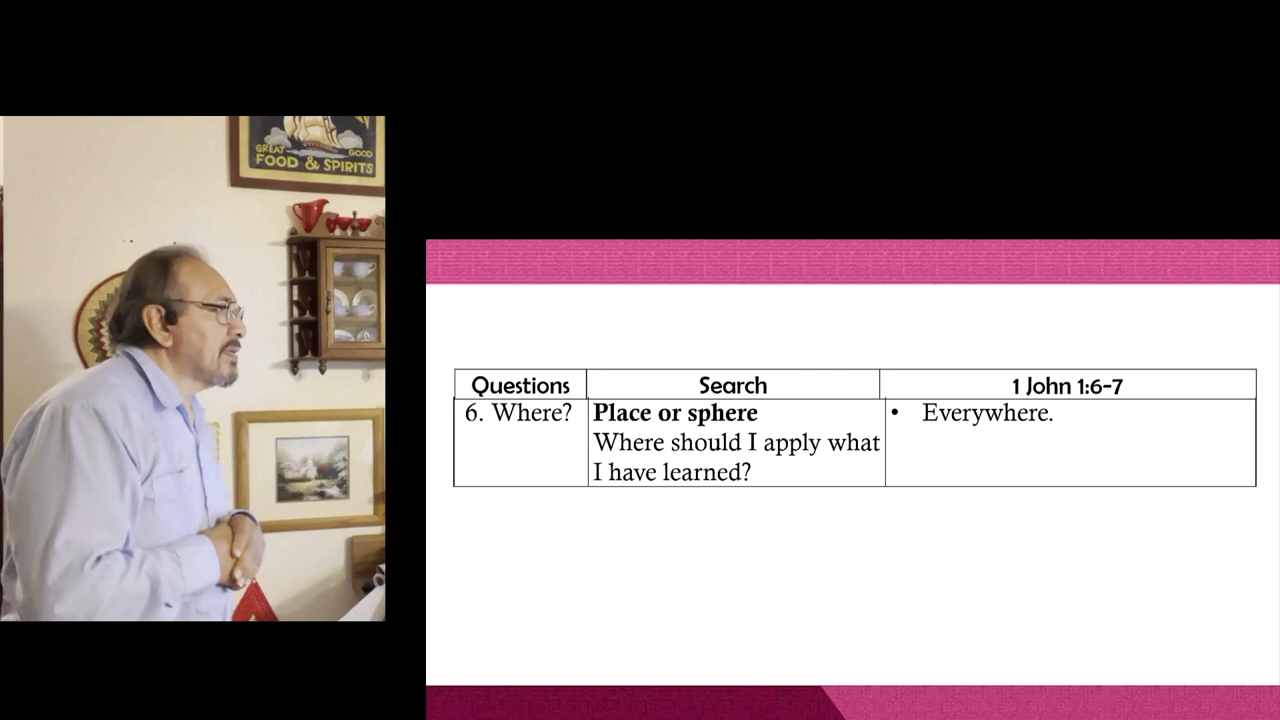 GREAT GOOD
FOOD & SPIRITS
Questions Search 1 John 1:6-7
6. Where? Place or sphere • Everywhere.
Where should I apply what
I have learned?